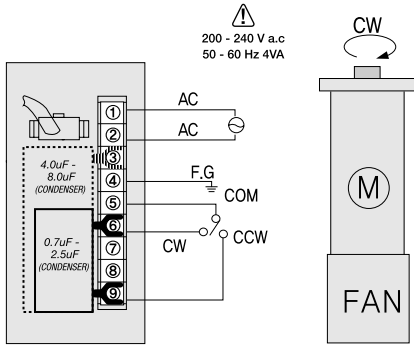 200 - 240 V a.c
50 - 60 Hz 4VA
CW
AC
AC
F.G
COM
CW
CCW
①
②
③
④
⑤
⑥
⑦
⑧
⑨
4.0uF -
8.0uF
(CONDENSER)
0.7uF -
2.5uF
(CONDENSER)
M
FAN